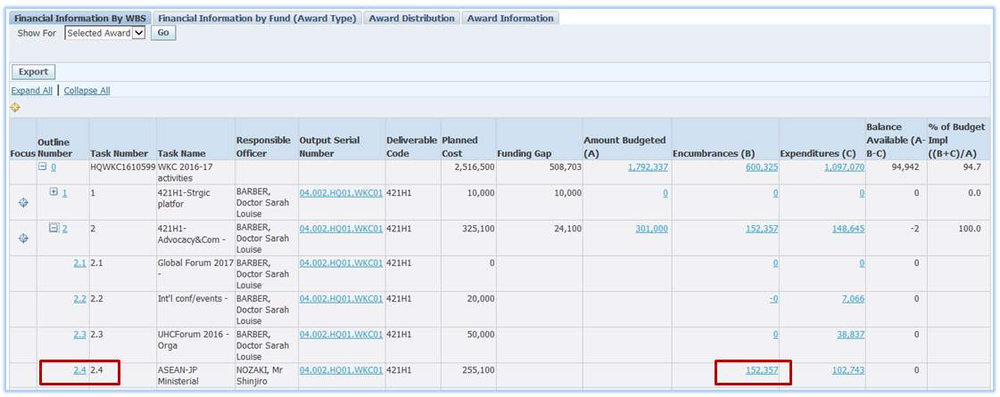 Financial Information By WBS Financial Information by Fund (Award Type) Award Distribution Award Information
Show For Selected Award Go
Export
Expand All Collapse All
Focus Outline Number Task Number Task Name Responsible Officer Output Serial Number Deliverable Code Planned Cost Funding Gap Amount Budgeted (A) Encumbrances (B) Expenditures (C) Balance Available (A-B-C) % of Budget Impl ((B+C)/A)
0 HQWKC1610599 WKC 2016-17 activities 2,516,500 508,703 1,792,337 600,325 1,097,070 94,942 94.7
1 1 421H1-Strgic platfor BARBER, Doctor Sarah Louise 04.002.HQ01.WKC01 421H1 10,000 10,000 0 0 0 0 0.0
2 2 421H1-Advocacy&Com - BARBER, Doctor Sarah Louise 04.002.HQ01.WKC01 421H1 325,100 24,100 301,000 152,357 148,645 -2 100.0
2.1 2.1 Global Forum 2017 - BARBER, Doctor Sarah Louise 04.002.HQ01.WKC01 421H1 0 0 0 0
2.2 2.2 Int'l conf/events - BARBER, Doctor Sarah Louise 04.002.HQ01.WKC01 421H1 20,000 -0 7,066 0
2.3 2.3 UHCForum 2016 - Orga BARBER, Doctor Sarah Louise 04.002.HQ01.WKC01 421H1 50,000 0 38,837 0
2.4 2.4 ASEAN-JP Ministerial NOZAKI, Mr Shinjiro 04.002.HQ01.WKC01 421H1 255,100 152,357 102,743 0